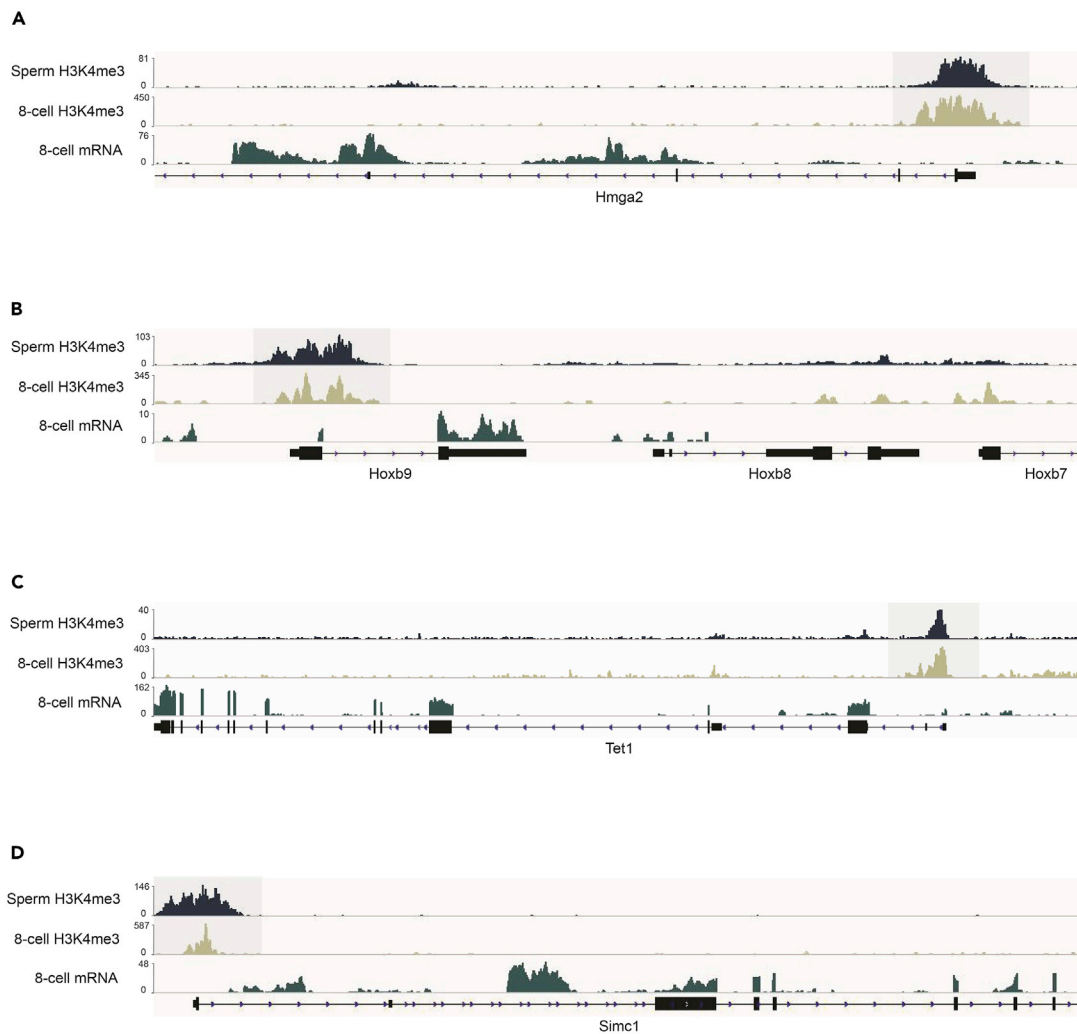 A
Sperm H3K4me3
81
0
8-cell H3K4me3
450
0
8-cell mRNA
76
0
Hmga2
B
Sperm H3K4me3
103
0
8-cell H3K4me3
345
0
8-cell mRNA
10
0
Hoxb9 Hoxb8 Hoxb7
C
Sperm H3K4me3
40
0
8-cell H3K4me3
403
0
8-cell mRNA
162
0
Tet1
D
Sperm H3K4me3
146
0
8-cell H3K4me3
587
0
8-cell mRNA
48
0
Simc1